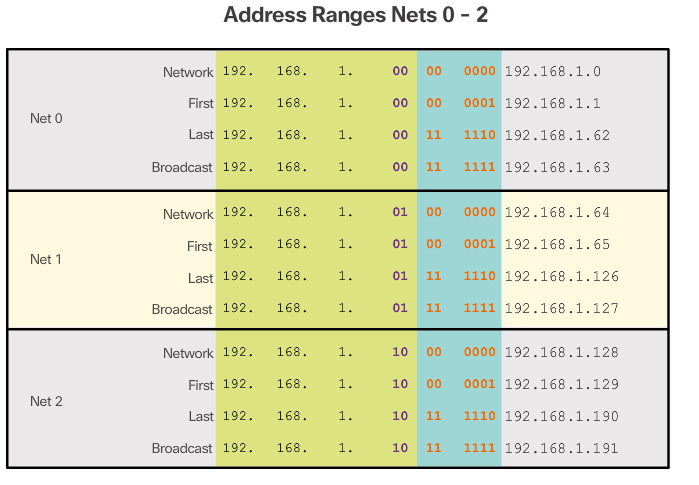 Address Ranges Nets 0 - 2
Net 0
Network 192. 168. 1. 00 00 0000 192.168.1.0
First 192. 168. 1. 00 00 0001 192.168.1.1
Last 192. 168. 1. 00 11 1110 192.168.1.62
Broadcast 192. 168. 1. 00 11 1111 192.168.1.63
Net 1
Network 192. 168. 1. 01 00 0000 192.168.1.64
First 192. 168. 1. 01 00 0001 192.168.1.65
Last 192. 168. 1. 01 11 1110 192.168.1.126
Broadcast 192. 168. 1. 01 11 1111 192.168.1.127
Net 2
Network 192. 168. 1. 10 00 0000 192.168.1.128
First 192. 168. 1. 10 00 0001 192.168.1.129
Last 192. 168. 1. 10 11 1110 192.168.1.190
Broadcast 192. 168. 1. 10 11 1111 192.168.1.191